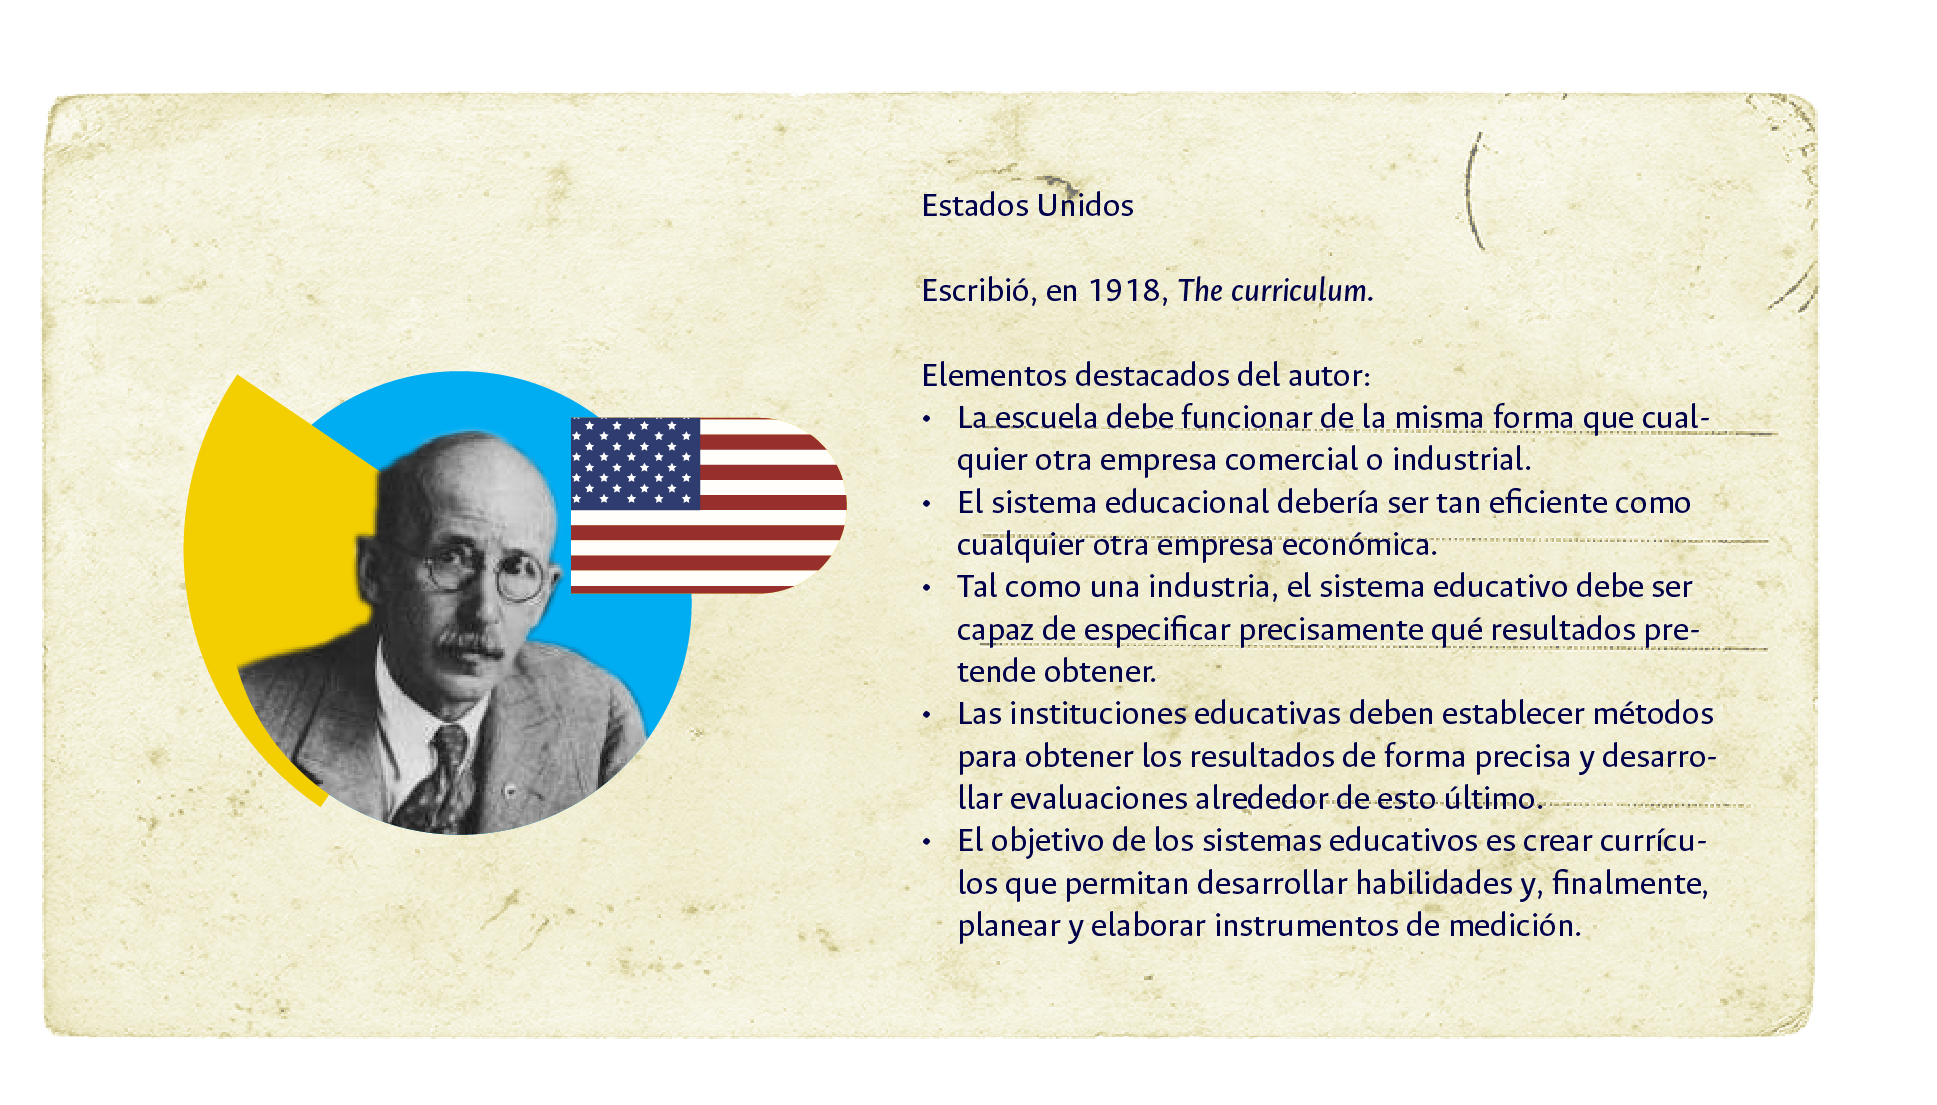 Estados Unidos
Escribió, en 1918, The curriculum.
Elementos destacados del autor:
• La escuela debe funcionar de la misma forma que cual-
quier otra empresa comercial o industrial.
• El sistema educacional debería ser tan eficiente como
cualquier otra empresa económica.
• Tal como una industria, el sistema educativo debe ser
capaz de especificar precisamente qué resultados pre-
tende obtener.
• Las instituciones educativas deben establecer métodos
para obtener los resultados de forma precisa y desarro-
llar evaluaciones alrededor de esto último.
• El objetivo de los sistemas educativos es crear currícu-
los que permitan desarrollar habilidades y, finalmente,
planear y elaborar instrumentos de medición.